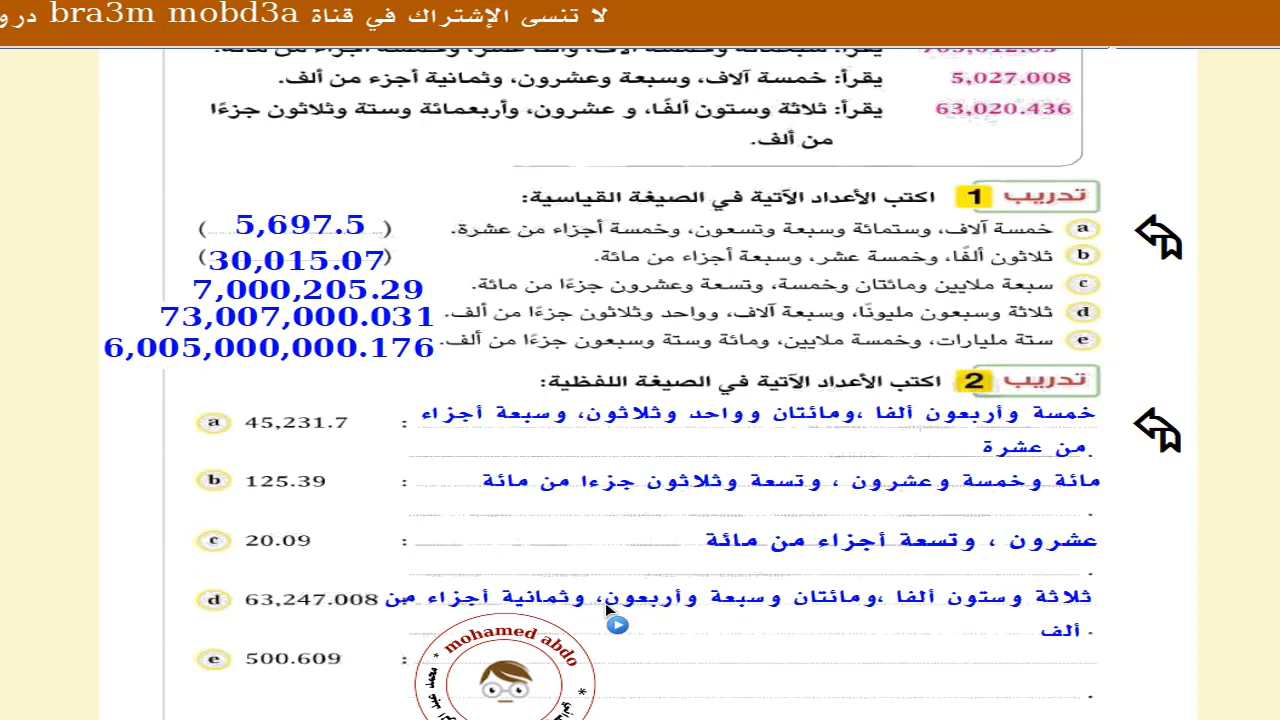 لا تنسى الإشتراك في قناة bra3m mobd3a درو
5,027.008 يقرأ: خمسة آلاف، وسبعة وعشرون، وثمانية أجزء من ألف.
63,020.436 يقرأ: ثلاثة وستون ألفًا، و عشرون، وأربعمائة وستة وثلاثون جزءًا
من ألف.
تدريب 1 اكتب الأعداد الآتية في الصيغة القياسية:
a خمسة آلاف، وستمائة وسبعة وتسعون، وخمسة أجزاء من عشرة. ( 5,697.5 )
b ثلاثون ألفًا، وخمسة عشر، وسبعة أجزاء من مائة. (30,015.07)
c سبعة ملايين ومائتان وخمسة، وتسعة وعشرون جزءًا من مائة. 7,000,205.29
d ثلاثة وسبعون مليونًا، وسبعة آلاف، وواحد وثلاثون جزءًا من ألف. 73,007,000.031
e ستة مليارات، وخمسة ملايين، ومائة وستة وسبعون جزءًا من ألف. 6,005,000,000.176
تدريب 2 اكتب الأعداد الآتية في الصيغة اللفظية:
a 45,231.7 : خمسة وأربعون ألفا ،ومائتان وواحد وثلاثون، وسبعة أجزاء
من عشرة .
b 125.39 : مائة وخمسة وعشرون ، وتسعة وثلاثون جزءا من مائة
c 20.09 : عشرون ، وتسعة أجزاء من مائة
d 63,247.008 : ثلاثة وستون ألفا ،ومائتان وسبعة وأربعون، وثمانية أجزاء من
ألف .
e 500.609 :
mohamed abdo